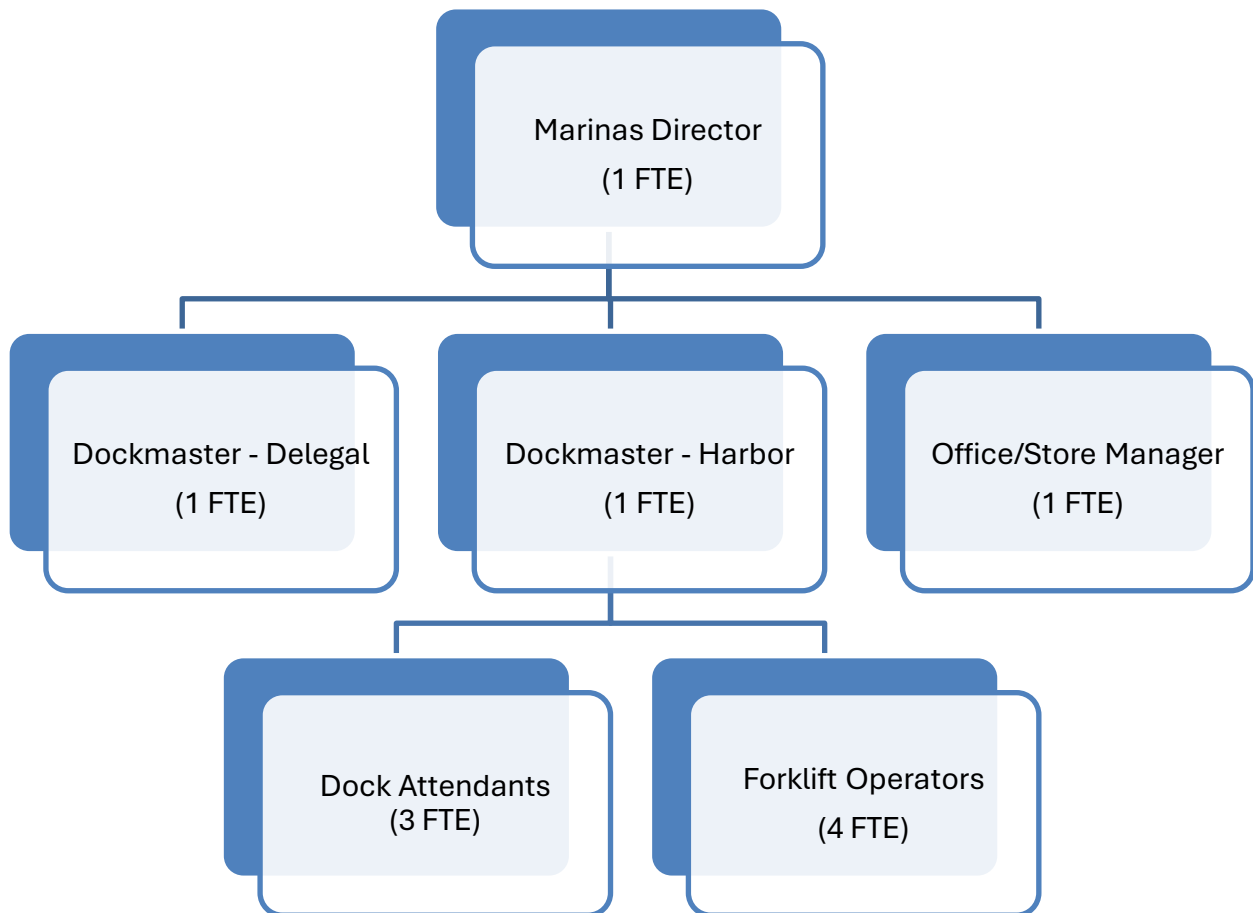 Marinas Director
(1 FTE)
Dockmaster - Delegal
(1 FTE)
Dockmaster - Harbor
(1 FTE)
Office/Store Manager
(1 FTE)
Dock Attendants
(3 FTE)
Forklift Operators
(4 FTE)